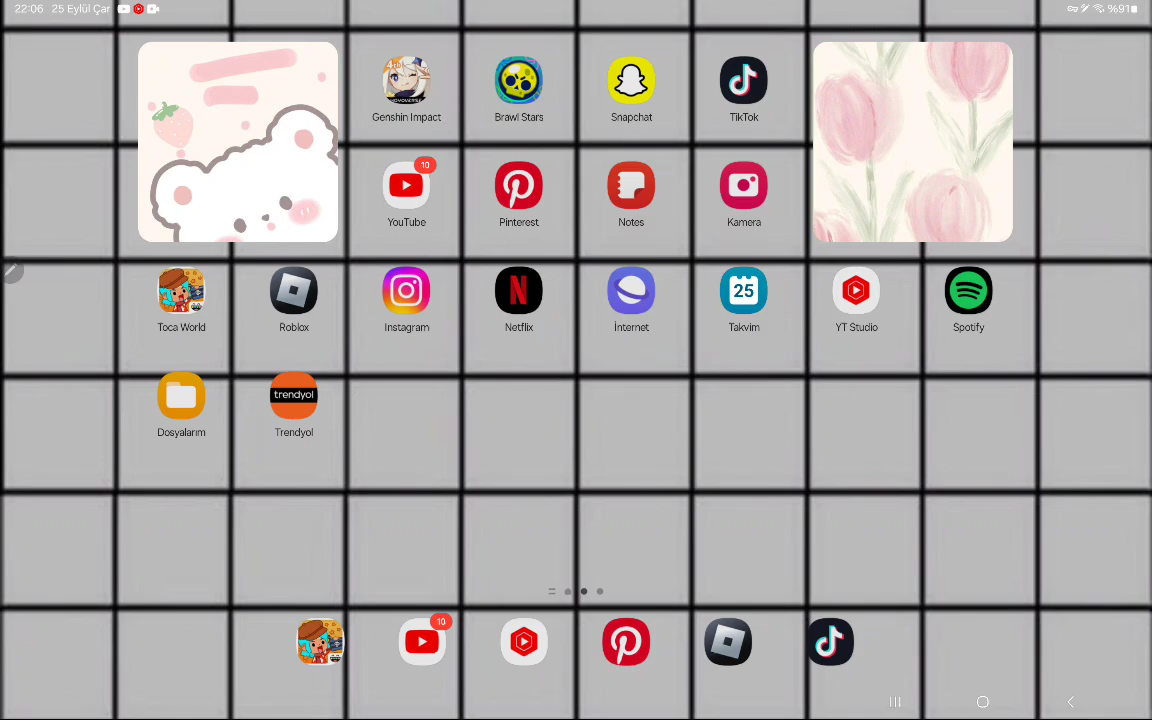 22:06 25 Eylül Çar %91
Genshin Impact Brawl Stars Snapchat TikTok
10
YouTube Pinterest Notes Kamera
25
Toca World Roblox Instagram Netflix İnternet Takvim YT Studio Spotify
trendyol
Dosyalarım Trendyol
10